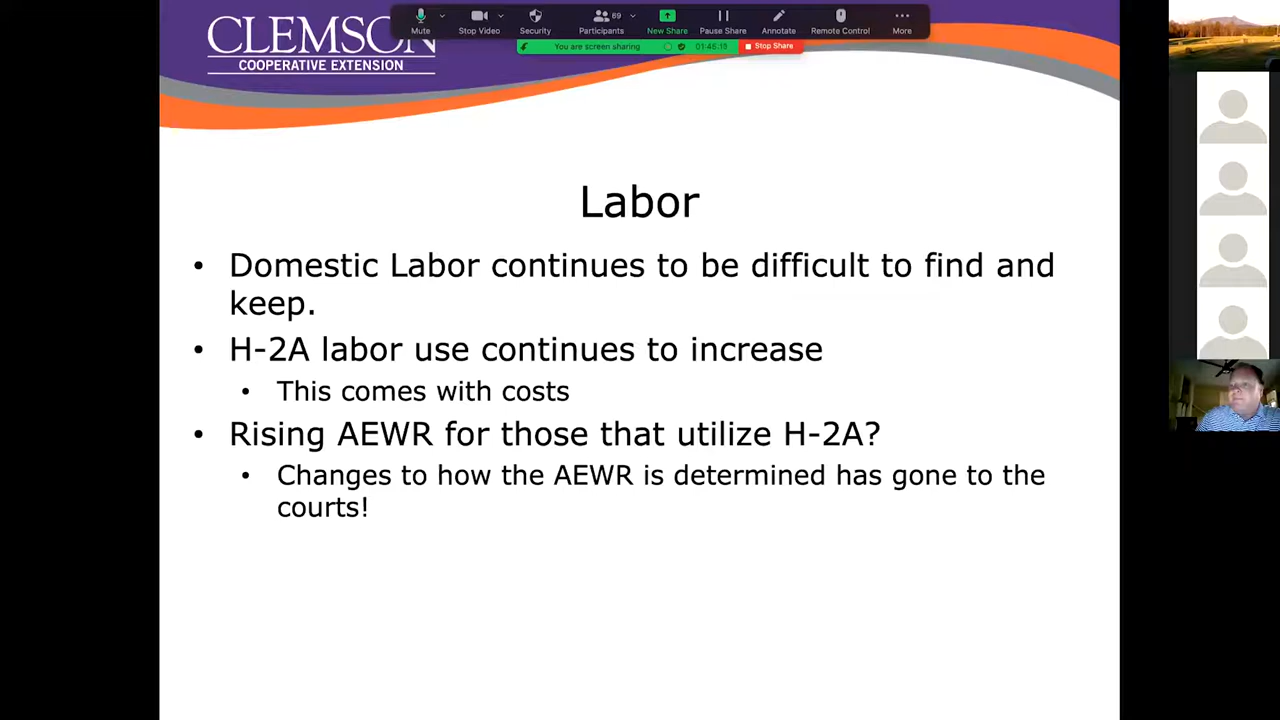 CLEMSON
COOPERATIVE EXTENSION
Mute
Stop Video
Security
69
Participants
New Share
Pause Share
Annotate
Remote Control
More
You are screen sharing
Stop Share
Labor
• Domestic Labor continues to be difficult to find and
keep.
• H-2A labor use continues to increase
• This comes with costs
• Rising AEWR for those that utilize H-2A?
• Changes to how the AEWR is determined has gone to the
courts!